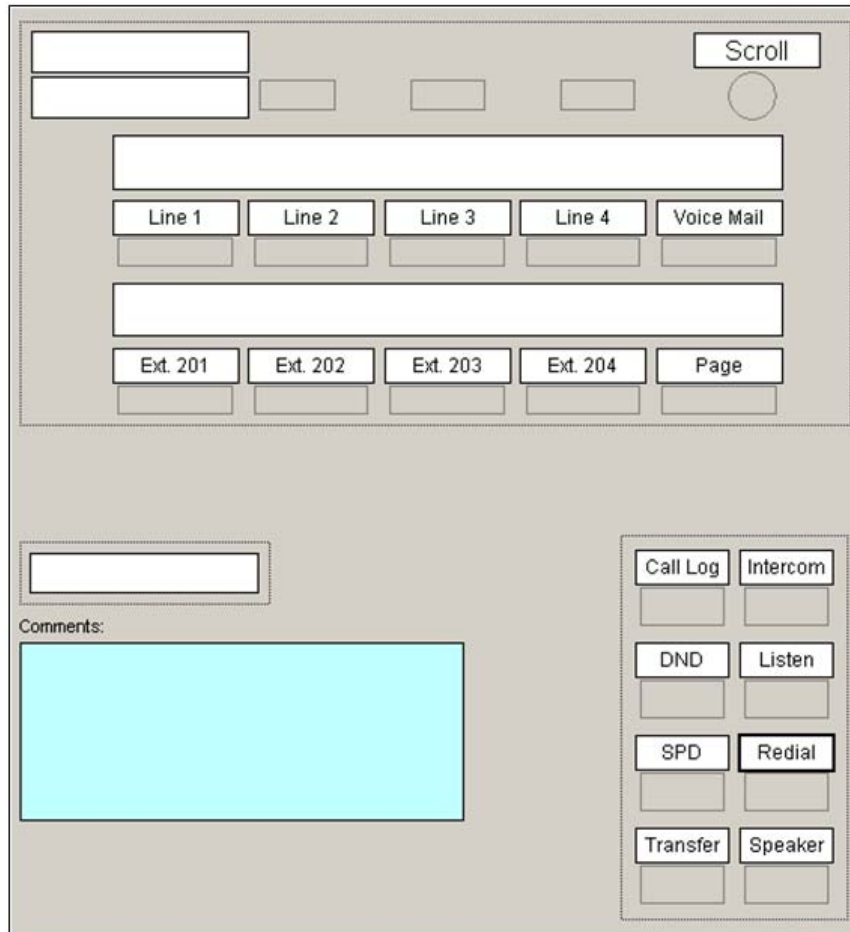 Scroll
Line 1 Line 2 Line 3 Line 4 Voice Mail
Ext. 201 Ext. 202 Ext. 203 Ext. 204 Page
Call Log Intercom
Comments:
DND Listen
SPD Redial
Transfer Speaker